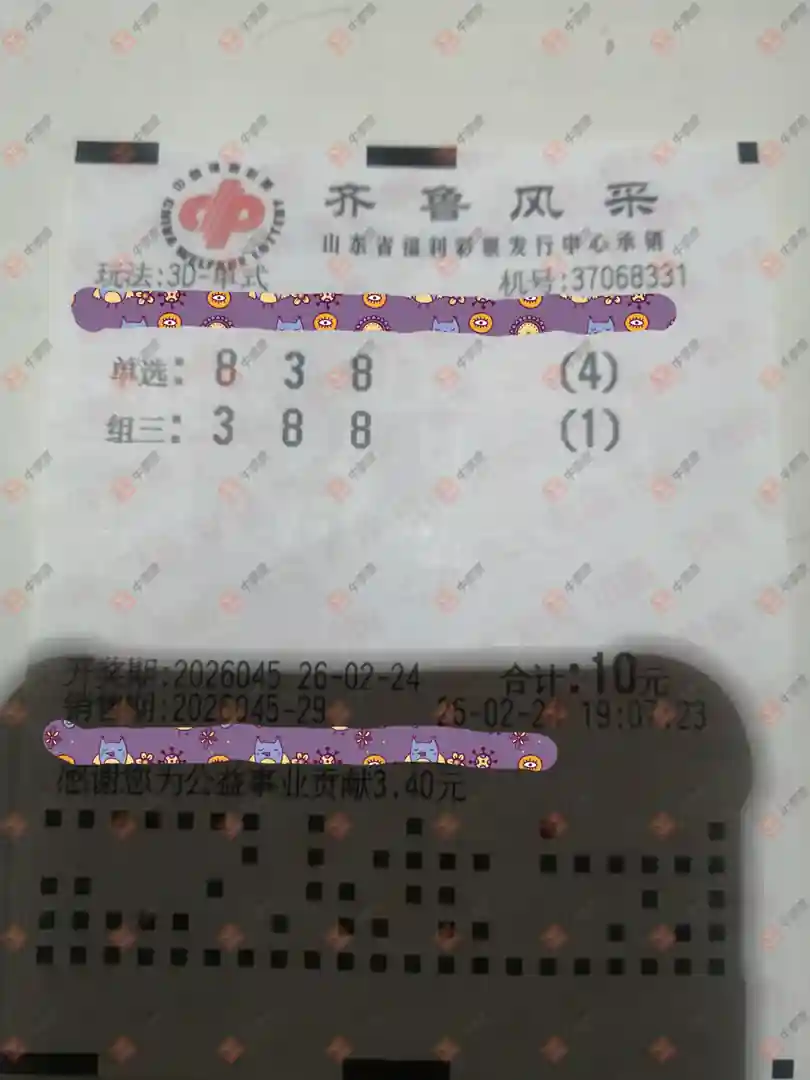 CHINA WELFARE LOTTERY
齐鲁风采
山东省福利彩票发行中心承销
玩法:3D-单式 机号:37068331
单选: 8 3 8 (4)
组三: 3 8 8 (1)
开奖期:2026045 26-02-24 合计:10元
销售期:2026045-29 19:07:23
感谢您为公益事业贡献3.40元